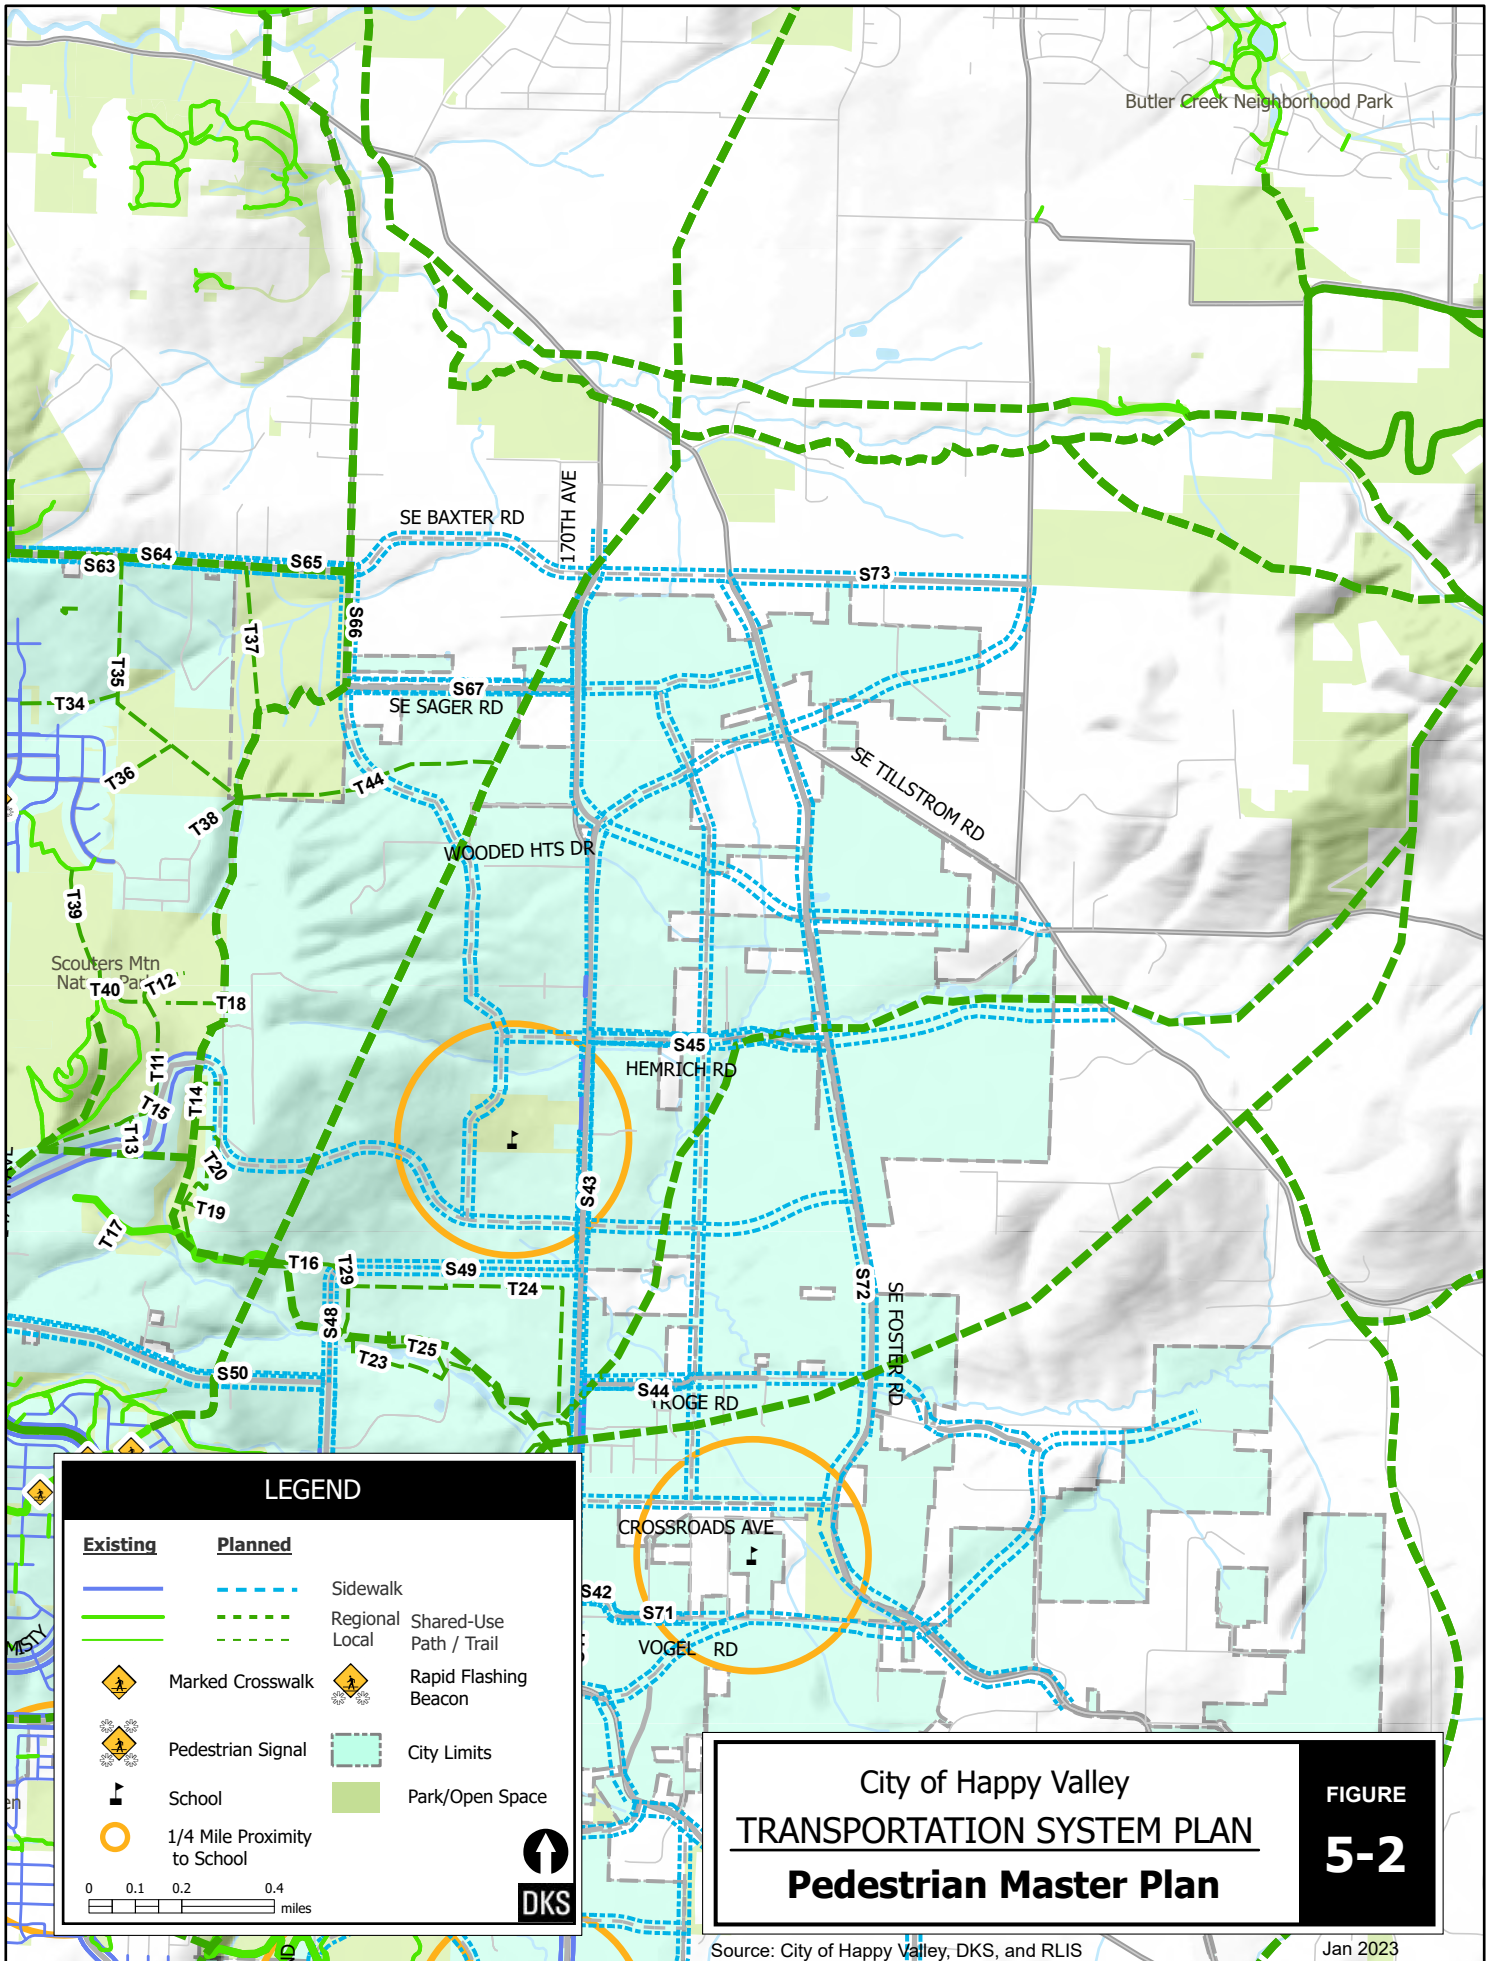 Butler Creek Neighborhood Park
170TH AVE
SE BAXTER RD
S63
S64
S65
S73
S66
T37
T35
T34
S67
SE SAGER RD
T36
T44
T38
SE TILLSTROM RD
WOODED HTS DR
T39
Scouters Mtn
T40
T12
T18
S45
HEMRICH RD
T11
T14
T15
T13
T20
S43
T19
T17
T16
T29
S49
T24
S72
SE FOSTER RD
S48
T25
T23
S50
S44
TROGE RD
CROSSROADS AVE
S42
S71
VOGEL RD
MISTY
LEGEND
Existing Planned
Sidewalk
Regional
Local
Shared-Use
Path / Trail
Marked Crosswalk
Rapid Flashing
Beacon
Pedestrian Signal
City Limits
School
Park/Open Space
1/4 Mile Proximity
to School
0 0.1 0.2 0.4
miles
DKS
City of Happy Valley
TRANSPORTATION SYSTEM PLAN
Pedestrian Master Plan
FIGURE
5-2
Source: City of Happy Valley, DKS, and RLIS
Jan 2023